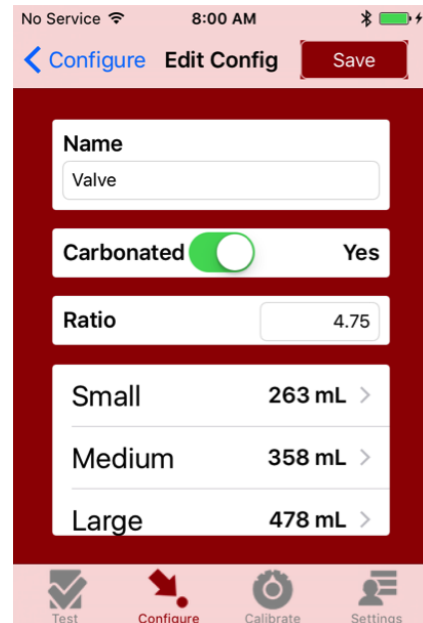 No Service 8:00 AM
Configure Edit Config Save
Name
Valve
Carbonated Yes
Ratio 4.75
Small 263 mL
Medium 358 mL
Large 478 mL
Test Configure Calibrate Settings